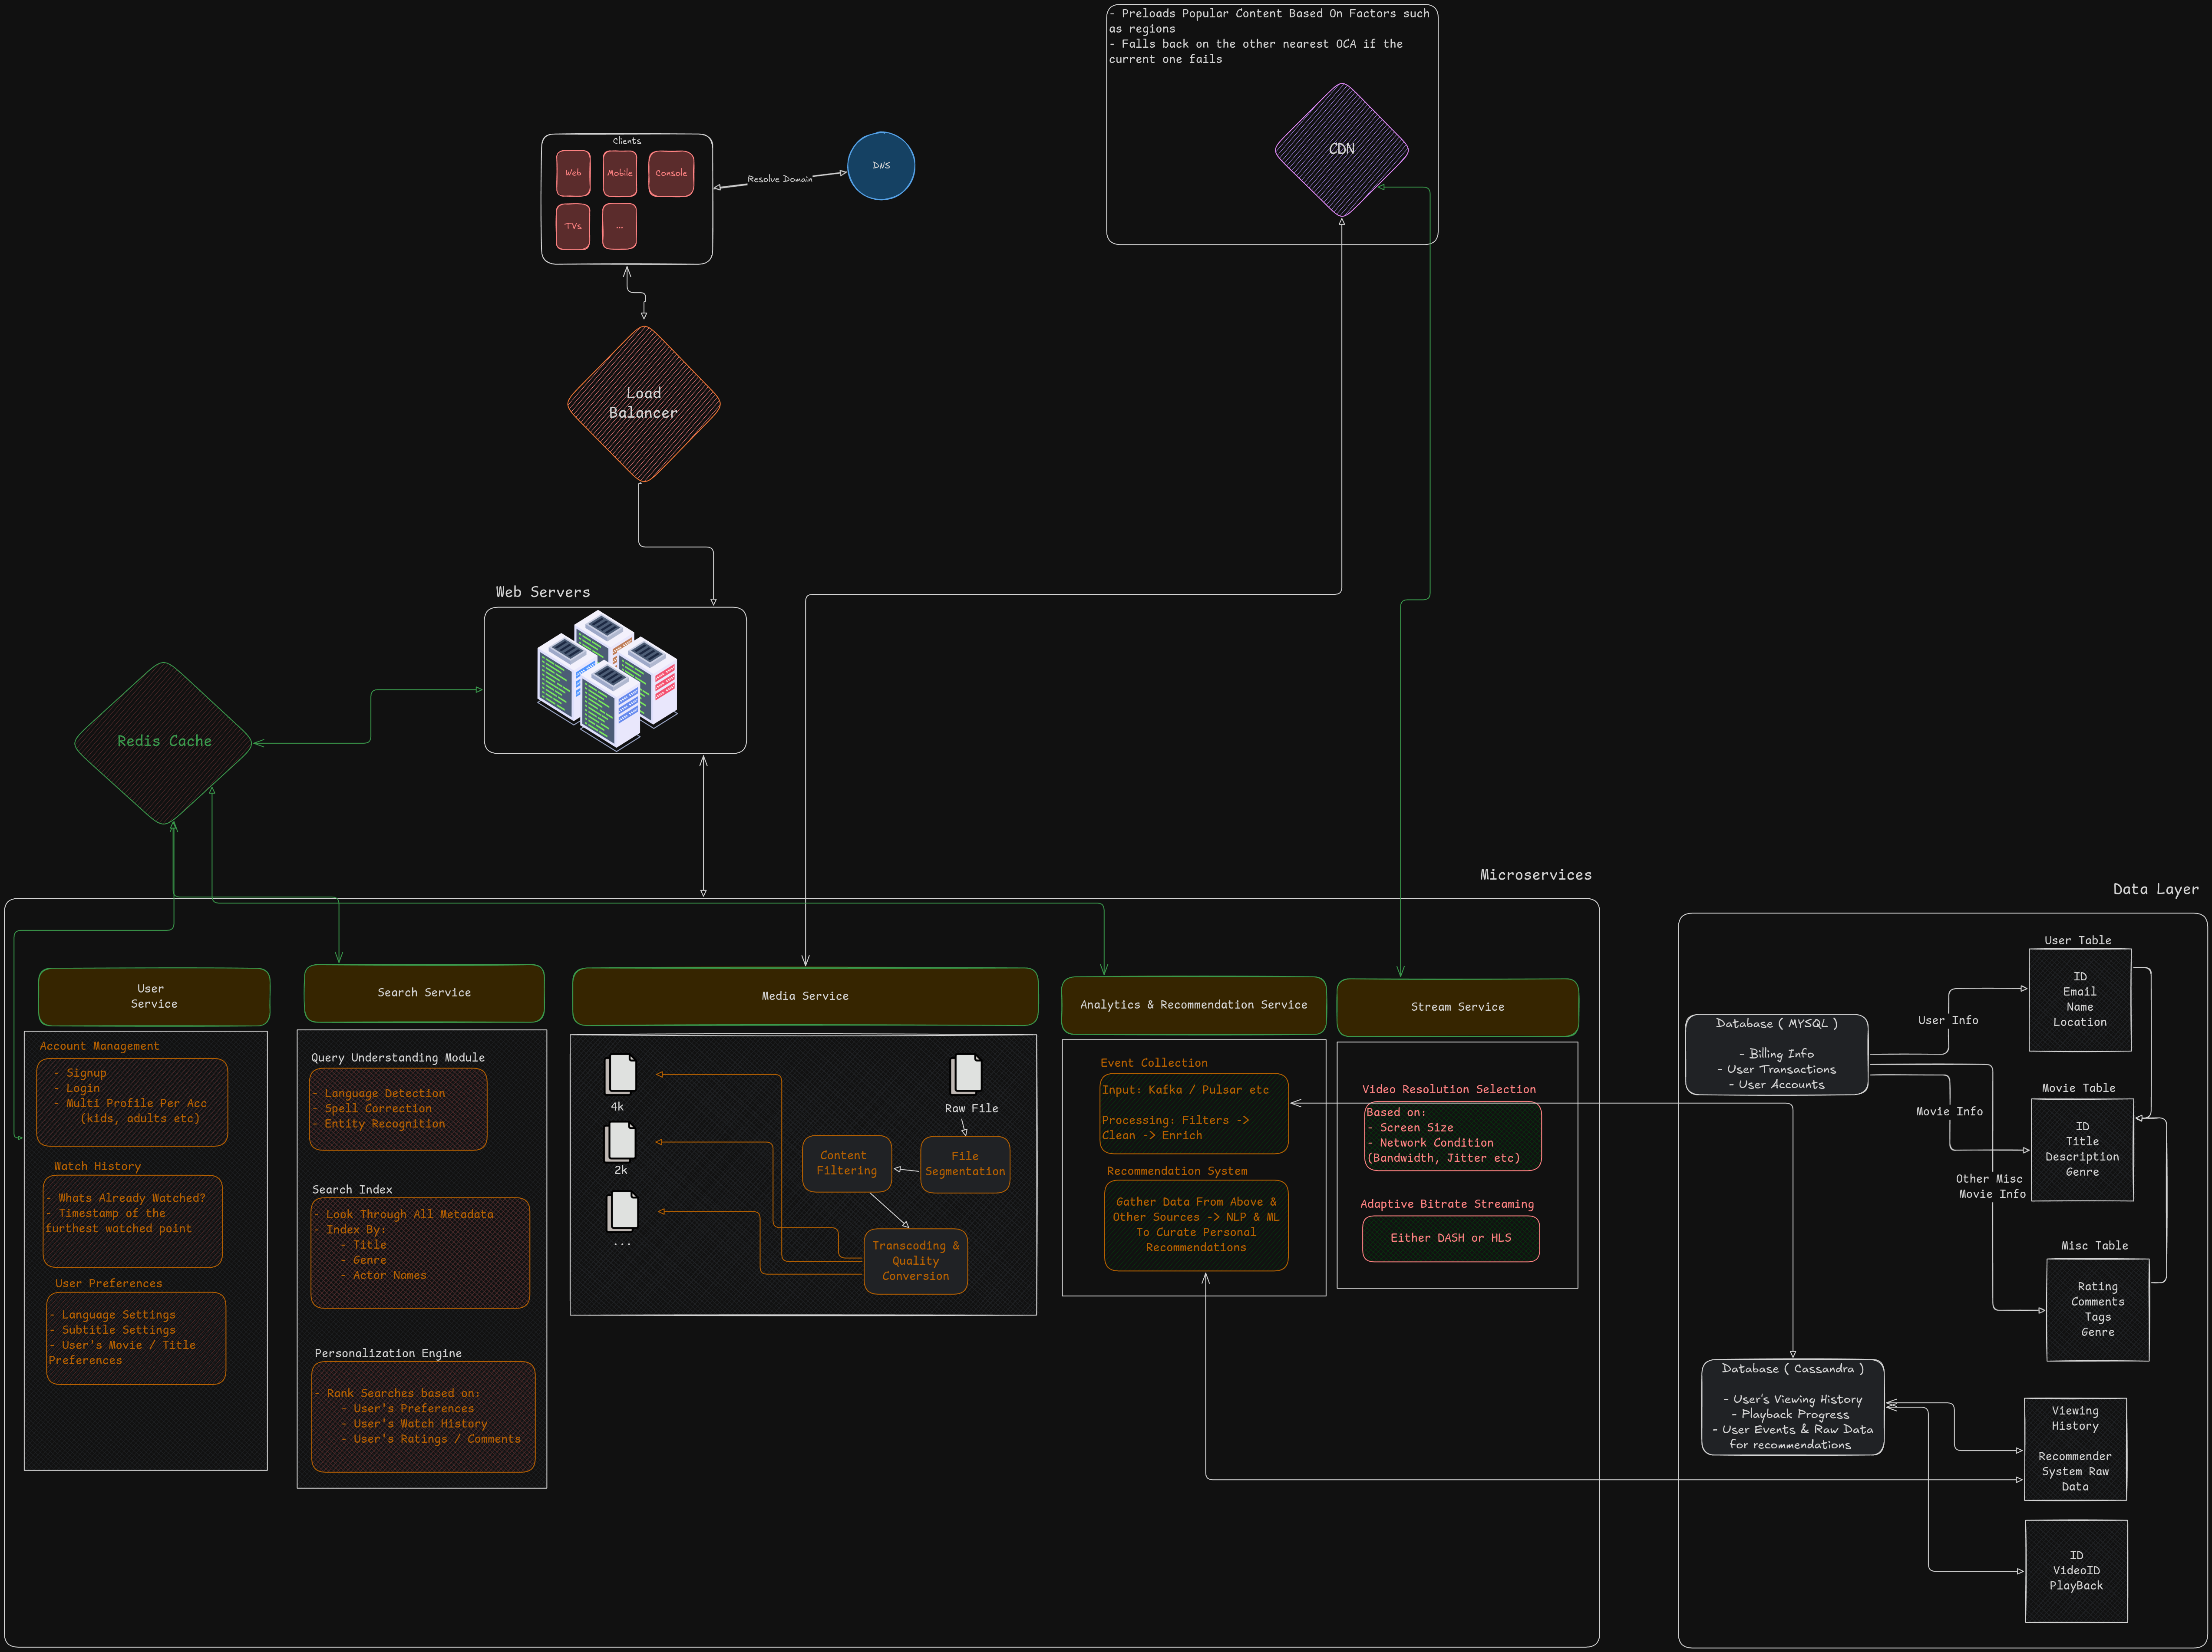 - Preloads Popular Content Based On Factors such
as regions
- Falls back on the other nearest OCA if the
current one fails
CDN
Clients
Web
Mobile
Console
TVs
...
Resolve Domain
DNS
Load
Balancer
Web Servers
Redis Cache
Microservices
User
Service
Account Management
- Signup
- Login
- Multi Profile Per Acc
(kids, adults etc)
Watch History
- Whats Already Watched?
- Timestamp of the
furthest watched point
User Preferences
- Language Settings
- Subtitle Settings
- User's Movie / Title
Preferences
Search Service
Query Understanding Module
- Language Detection
- Spell Correction
- Entity Recognition
Search Index
- Look Through All Metadata
- Index By:
- Title
- Genre
- Actor Names
Personalization Engine
- Rank Searches based on:
- User's Preferences
- User's Watch History
- User's Ratings / Comments
Media Service
4k
2k
...
Raw File
Content
Filtering
File
Segmentation
Transcoding &
Quality
Conversion
Analytics & Recommendation Service
Event Collection
Input: Kafka / Pulsar etc
Processing: Filters ->
Clean -> Enrich
Recommendation System
Gather Data From Above &
Other Sources -> NLP & ML
To Curate Personal
Recommendations
Stream Service
Video Resolution Selection
Based on:
- Screen Size
- Network Condition
(Bandwidth, Jitter etc)
Adaptive Bitrate Streaming
Either DASH or HLS
Data Layer
Database ( MYSQL )
- Billing Info
- User Transactions
- User Accounts
User Info
Movie Info
Other Misc
Movie Info
User Table
ID
Email
Name
Location
Movie Table
ID
Title
Description
Genre
Misc Table
Rating
Comments
Tags
Genre
Database ( Cassandra )
- User's Viewing History
- Playback Progress
- User Events & Raw Data
for recommendations
Viewing
History
Recommender
System Raw
Data
ID
VideoID
PlayBack